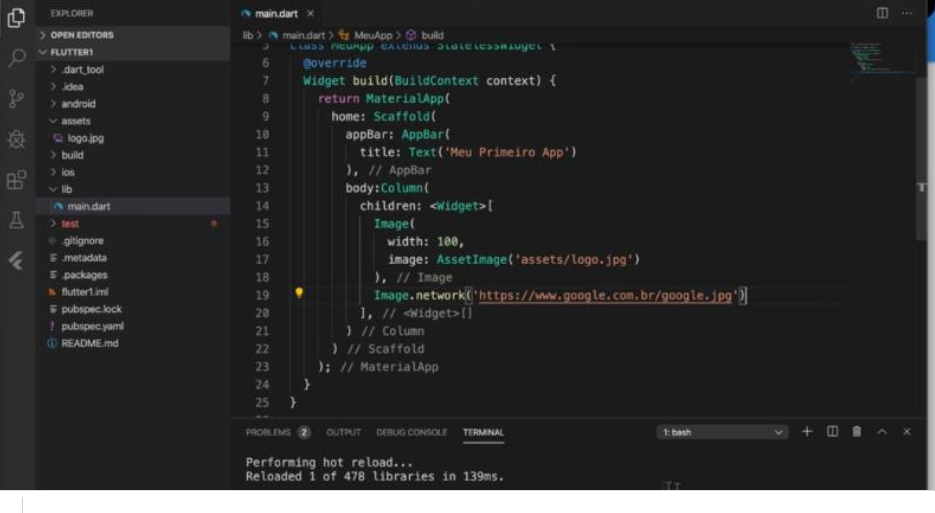 EXPLORER
OPEN EDITORS
FLUTTER1
.dart_tool
.idea
android
assets
logo.jpg
build
ios
lib
main.dart
test
.gitignore
.metadata
.packages
flutter1.iml
pubspec.lock
pubspec.yaml
README.md
main.dart ×
lib > main.dart > MeuApp > build
5 class MeuApp extends StatelessWidget {
6 @override
7 Widget build(BuildContext context) {
8 return MaterialApp(
9 home: Scaffold(
10 appBar: AppBar(
11 title: Text('Meu Primeiro App')
12 ), // AppBar
13 body:Column(
14 children: <Widget>[
15 Image(
16 width: 100,
17 image: AssetImage('assets/logo.jpg')
18 ), // Image
19 Image.network('https://www.google.com.br/google.jpg')
20 ], // <Widget>[]
21 ) // Column
22 ) // Scaffold
23 ); // MaterialApp
24 }
25 }
PROBLEMS 2 OUTPUT DEBUG CONSOLE TERMINAL 1: bash
Performing hot reload...
Reloaded 1 of 478 libraries in 139ms.